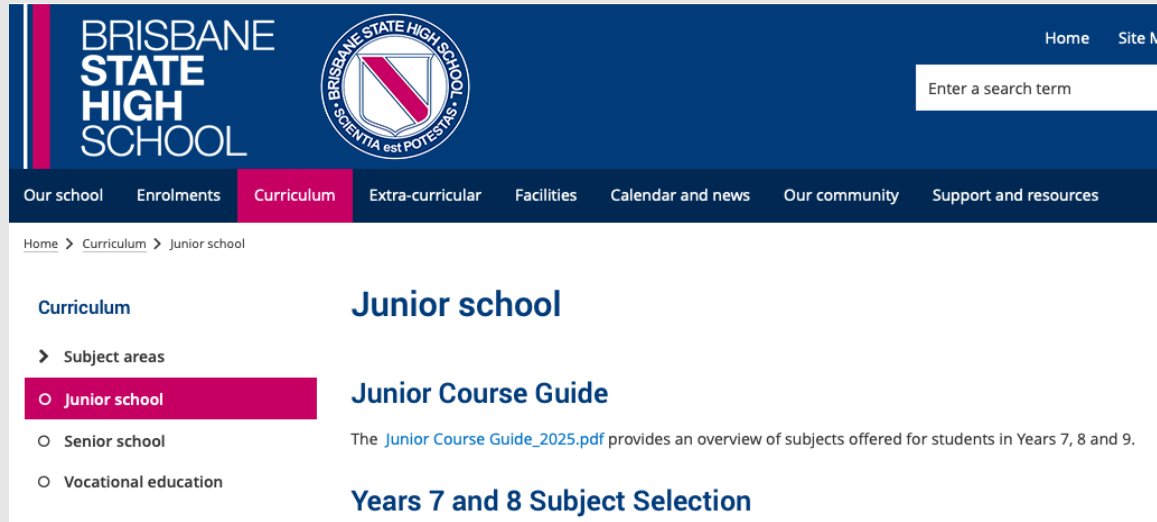 BRISBANE
STATE
HIGH
SCHOOL
BRISBANE STATE HIGH SCHOOL
SCIENTIA est POTESTAS
Home Site M
Enter a search term
Our school Enrolments Curriculum Extra-curricular Facilities Calendar and news Our community Support and resources
Home Curriculum Junior school
Curriculum
Subject areas
Junior school
Senior school
Vocational education
Junior school
Junior Course Guide
The Junior Course Guide_2025.pdf provides an overview of subjects offered for students in Years 7, 8 and 9.
Years 7 and 8 Subject Selection